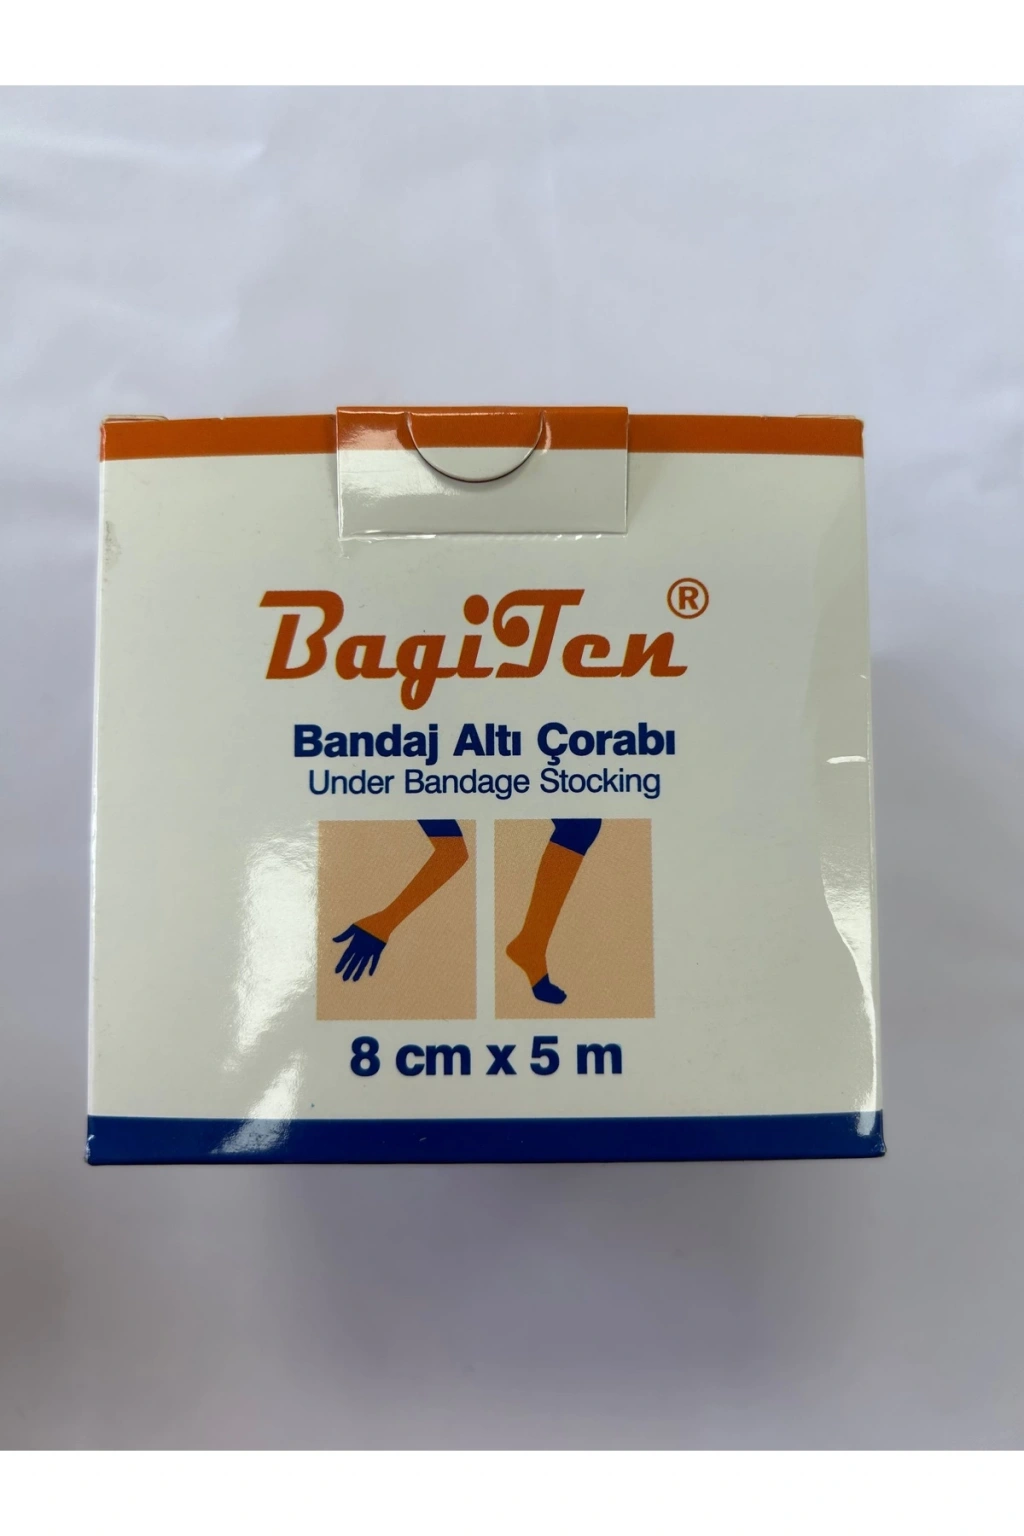 BagiTen®
Bandaj Altı Çorabı
Under Bandage Stocking
8 cm x 5 m